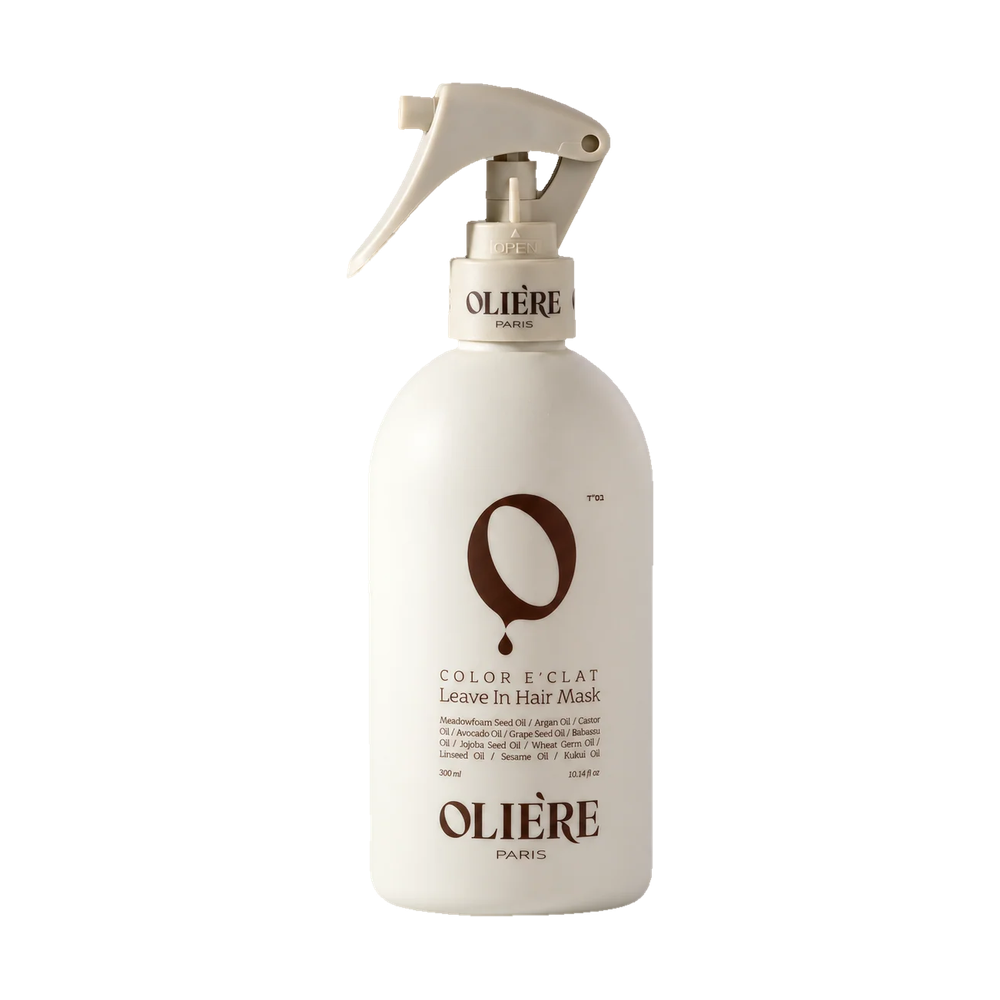 OPEN
OLIÈRE
PARIS
בס"ד
COLOR E'CLAT
Leave In Hair Mask
Meadowfoam Seed Oil / Argan Oil / Castor
Oil / Avocado Oil / Grape Seed Oil / Babassu
Oil / Jojoba Seed Oil / Wheat Germ Oil /
Linseed Oil / Sesame Oil / Kukui Oil
300 ml 10.14 fl oz
OLIÈRE
PARIS